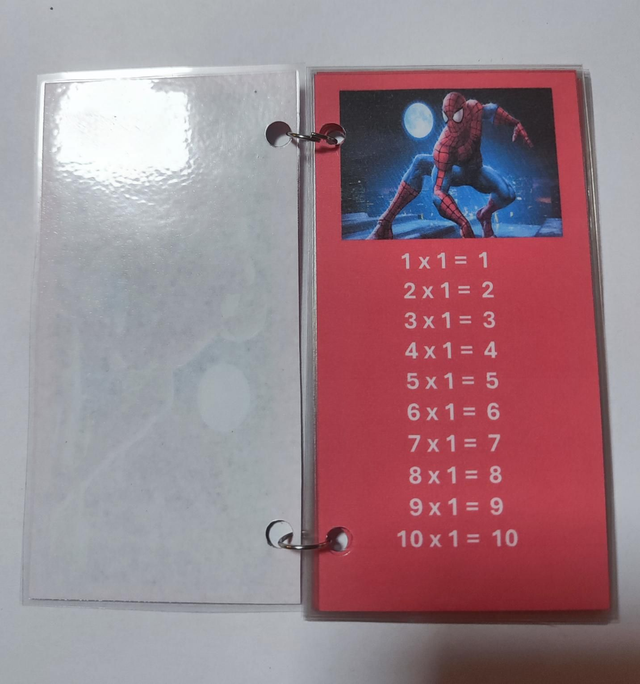 1 x 1 = 1
2 x 1 = 2
3 x 1 = 3
4 x 1 = 4
5 x 1 = 5
6 x 1 = 6
7 x 1 = 7
8 x 1 = 8
9 x 1 = 9
10 x 1 = 10